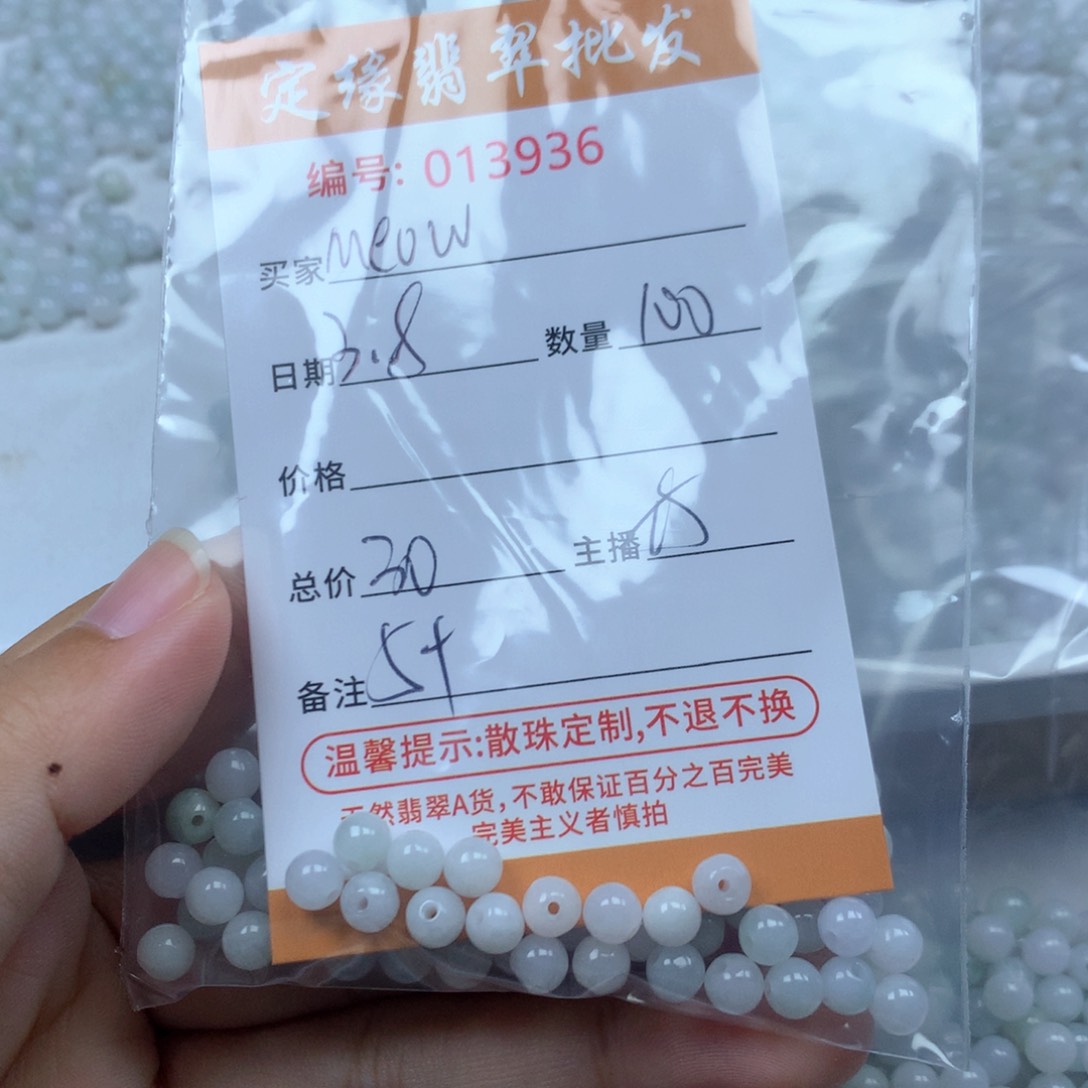 定缘翡翠批发
编号: 013936
买家 Meow
日期 3.8 数量 100
价格
总价 30 主播
备注 5+
温馨提示:散珠定制,不退不换
天然翡翠A货,不敢保证百分之百完美
完美主义者慎拍